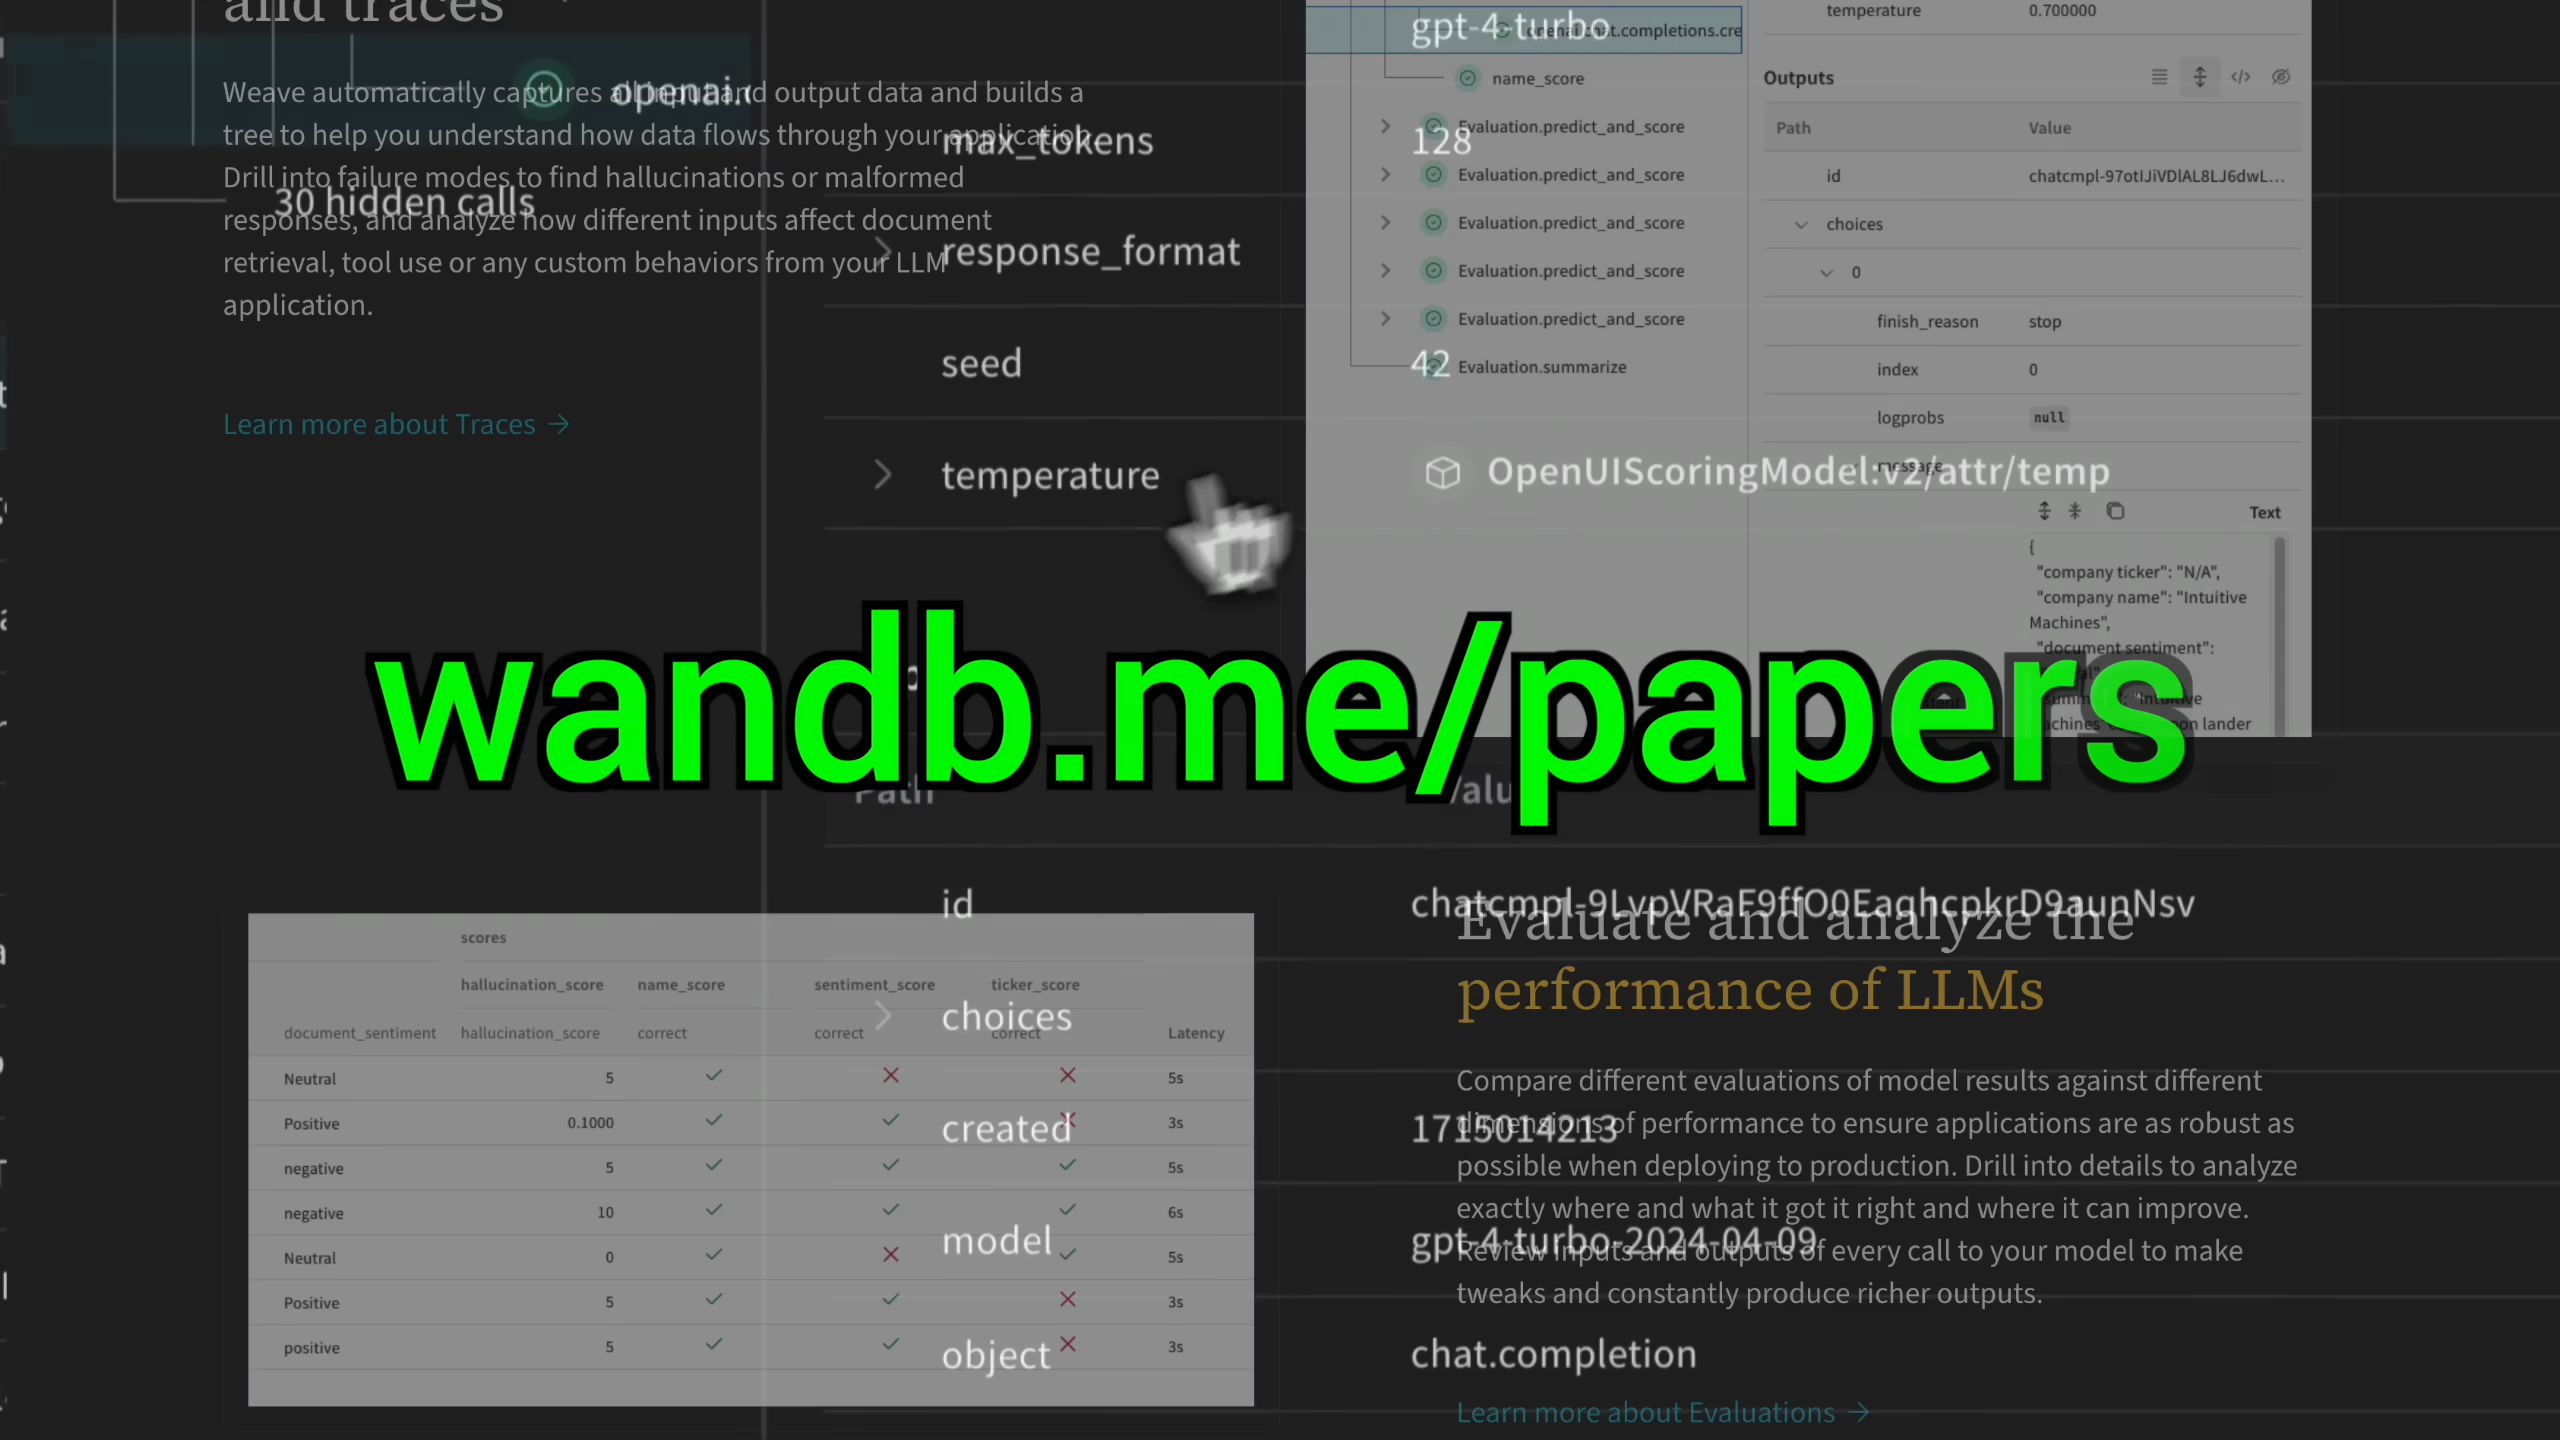 and traces
Weave automatically captures all input and output data and builds a
tree to help you understand how data flows through your application.
Drill into failure modes to find hallucinations or malformed
responses, and analyze how different inputs affect document
retrieval, tool use or any custom behaviors from your LLM
application.
Learn more about Traces →
openai.c
30 hidden calls
gpt-4-turbo
max_tokens 128
response_format
seed 42
temperature OpenUIScoringModel:v2/attr/temp
openai.chat.completions.cre
name_score
Evaluation.predict_and_score
Evaluation.predict_and_score
Evaluation.predict_and_score
Evaluation.predict_and_score
Evaluation.predict_and_score
Evaluation.summarize
temperature 0.700000
Outputs
Path Value
id chatcmpl-97otIJiVDlAL8LJ6dwL...
choices
0
finish_reason stop
index 0
logprobs null
message
Text
{
"company ticker": "N/A",
"company name": "Intuitive
Machines",
"document sentiment":
wandb.me/papers
Path
id chatcmpl-9LvpVRaF9ffO0EaqhcpkrD9aunNsv
choices
created 1715014213
model gpt-4-turbo-2024-04-09
object chat.completion
scores
hallucination_score name_score sentiment_score ticker_score
document_sentiment hallucination_score correct correct correct Latency
Neutral 5 ✓ ✕ ✕ 5s
Positive 0.1000 ✓ ✓ ✕ 3s
negative 5 ✓ ✓ ✓ 5s
negative 10 ✓ ✓ ✓ 6s
Neutral 0 ✓ ✕ ✓ 5s
Positive 5 ✓ ✓ ✕ 3s
positive 5 ✓ ✓ ✕ 3s
Evaluate and analyze the
performance of LLMs
Compare different evaluations of model results against different
dimensions of performance to ensure applications are as robust as
possible when deploying to production. Drill into details to analyze
exactly where and what it got it right and where it can improve.
Review inputs and outputs of every call to your model to make
tweaks and constantly produce richer outputs.
Learn more about Evaluations →